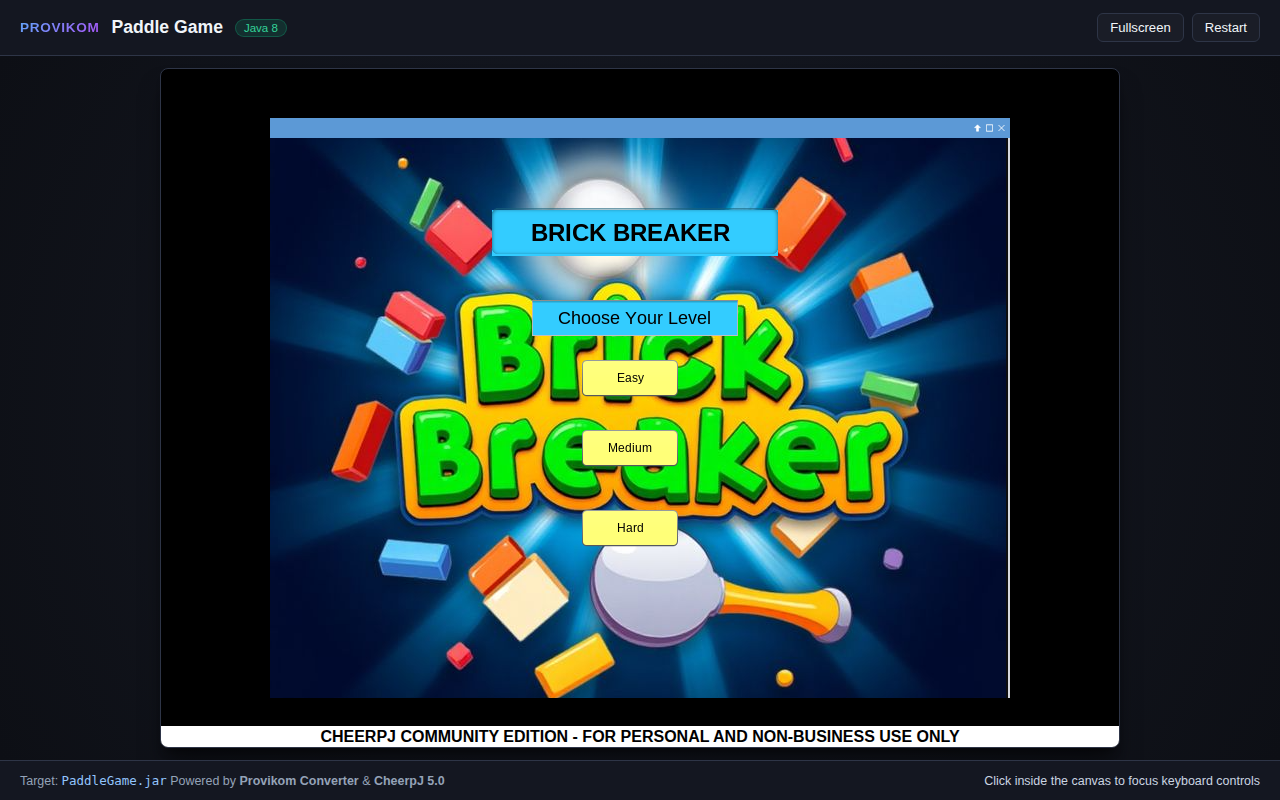 PROVIKOM Paddle Game Java 8 Fullscreen Restart
BRICK BREAKER
Choose Your Level
Brick
Easy
Breaker
Medium
Hard
CHEERPJ COMMUNITY EDITION - FOR PERSONAL AND NON-BUSINESS USE ONLY
Target: PaddleGame.jar Powered by Provikom Converter & CheerpJ 5.0 Click inside the canvas to focus keyboard controls